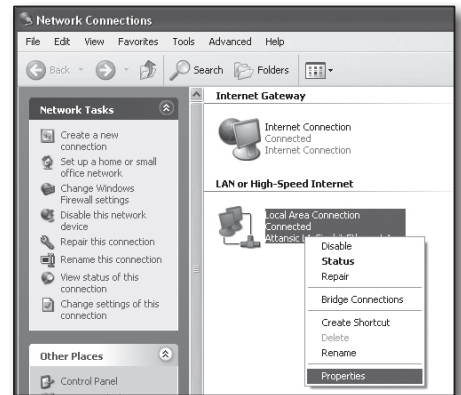 Network Connections
File Edit View Favorites Tools Advanced Help
Back Search Folders
Network Tasks
Create a new
connection
Set up a home or small
office network
Change Windows
Firewall settings
Disable this network
device
Repair this connection
Rename this connection
View status of this
connection
Change settings of this
connection
Other Places
Control Panel
Internet Gateway
Internet Connection
Connected
Internet Connection
LAN or High-Speed Internet
Local Area Connection
Connected
Attansic
Disable
Status
Repair
Bridge Connections
Create Shortcut
Delete
Rename
Properties